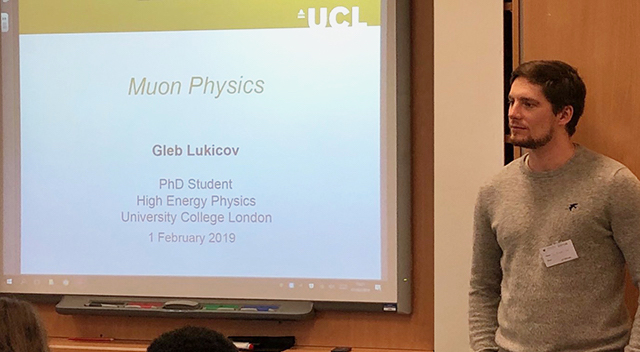 UCL
Muon Physics
Gleb Lukicov
PhD Student
High Energy Physics
University College London
1 February 2019